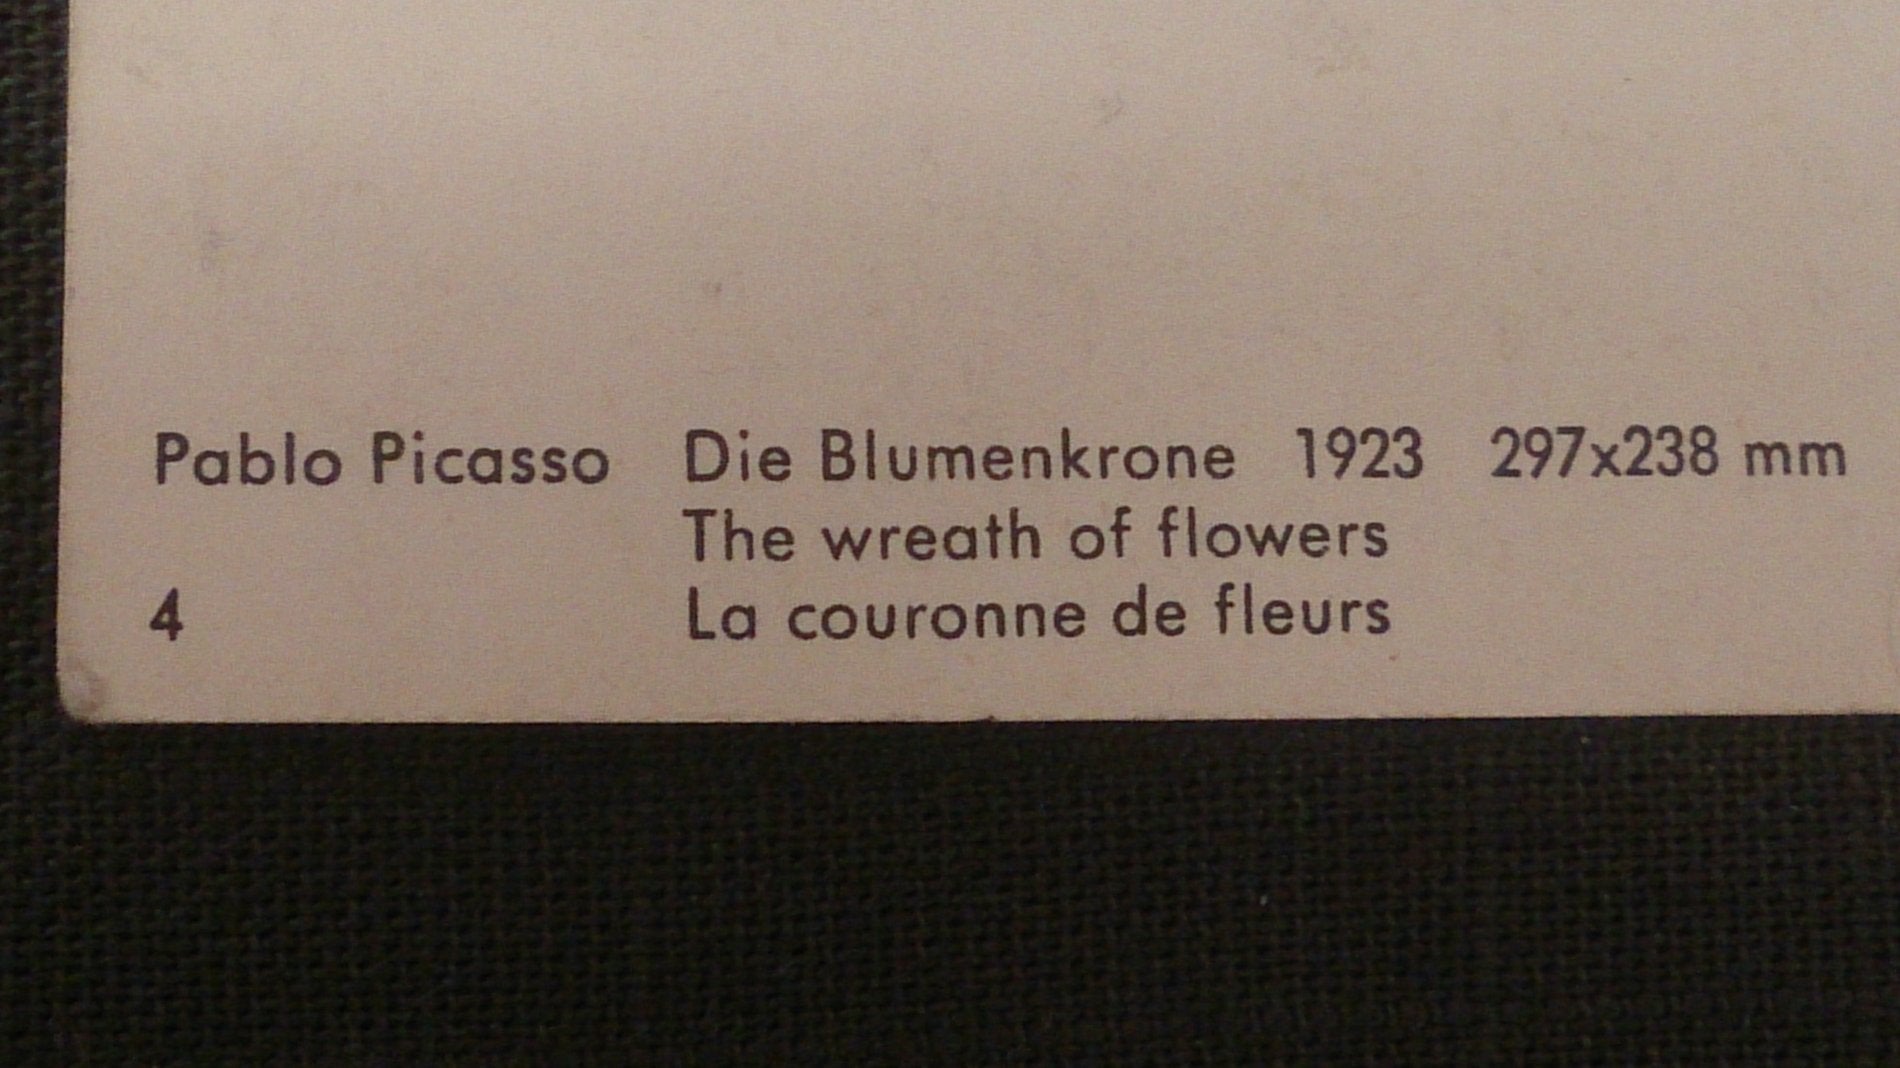 Pablo Picasso Die Blumenkrone 1923 297x238 mm
The wreath of flowers
4 La couronne de fleurs